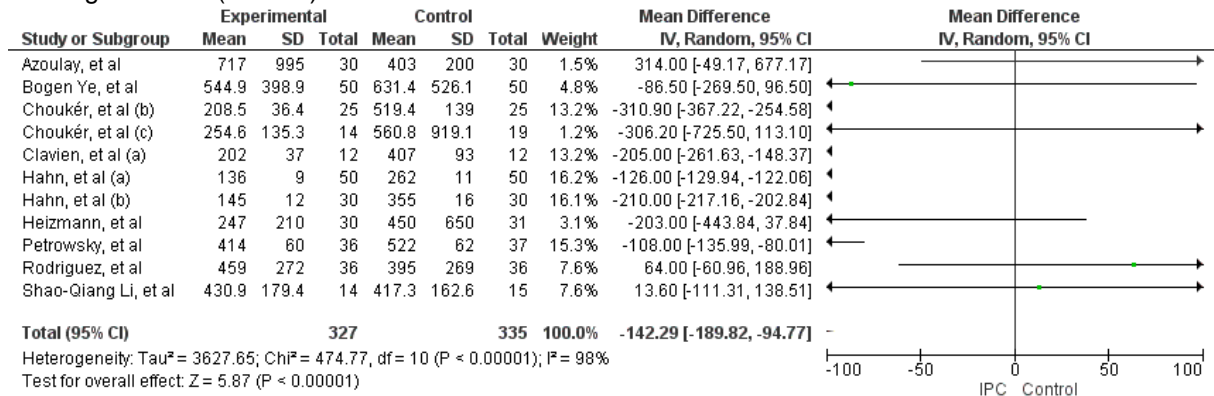 Experimental Control Mean Difference Mean Difference
Study or Subgroup Mean SD Total Mean SD Total Weight IV, Random, 95% CI IV, Random, 95% CI
Azoulay, et al 717 995 30 403 200 30 1.5% 314.00 [-49.17, 677.17]
Bogen Ye, et al 544.9 398.9 50 631.4 526.1 50 4.8% -86.50 [-269.50, 96.50]
Choukér, et al (b) 208.5 36.4 25 519.4 139 25 13.2% -310.90 [-367.22, -254.58]
Choukér, et al (c) 254.6 135.3 14 560.8 919.1 19 1.2% -306.20 [-725.50, 113.10]
Clavien, et al (a) 202 37 12 407 93 12 13.2% -205.00 [-261.63, -148.37]
Hahn, et al (a) 136 9 50 262 11 50 16.2% -126.00 [-129.94, -122.06]
Hahn, et al (b) 145 12 30 355 16 30 16.1% -210.00 [-217.16, -202.84]
Heizmann, et al 247 210 30 450 650 31 3.1% -203.00 [-443.84, 37.84]
Petrowsky, et al 414 60 36 522 62 37 15.3% -108.00 [-135.99, -80.01]
Rodriguez, et al 459 272 36 395 269 36 7.6% 64.00 [-60.96, 188.96]
Shao-Qiang Li, et al 430.9 179.4 14 417.3 162.6 15 7.6% 13.60 [-111.31, 138.51]
Total (95% CI) 327 335 100.0% -142.29 [-189.82, -94.77]
Heterogeneity: Tau² = 3627.65; Chi² = 474.77, df = 10 (P < 0.00001); I² = 98%
Test for overall effect: Z = 5.87 (P < 0.00001)
-100 -50 0 50 100
IPC Control